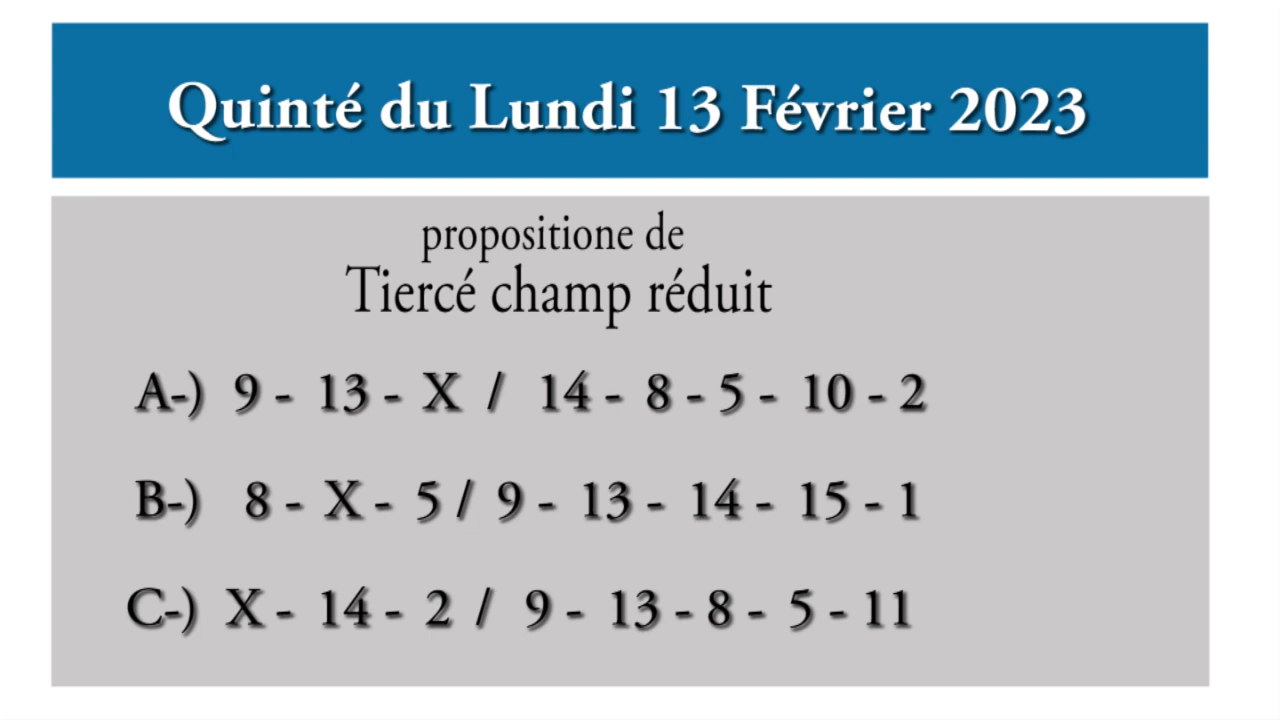 Quinté du Lundi 13 Février 2023
propositione de
Tiercé champ réduit
A-) 9 - 13 - X / 14 - 8 - 5 - 10 - 2
B-) 8 - X - 5 / 9 - 13 - 14 - 15 - 1
C-) X - 14 - 2 / 9 - 13 - 8 - 5 - 11